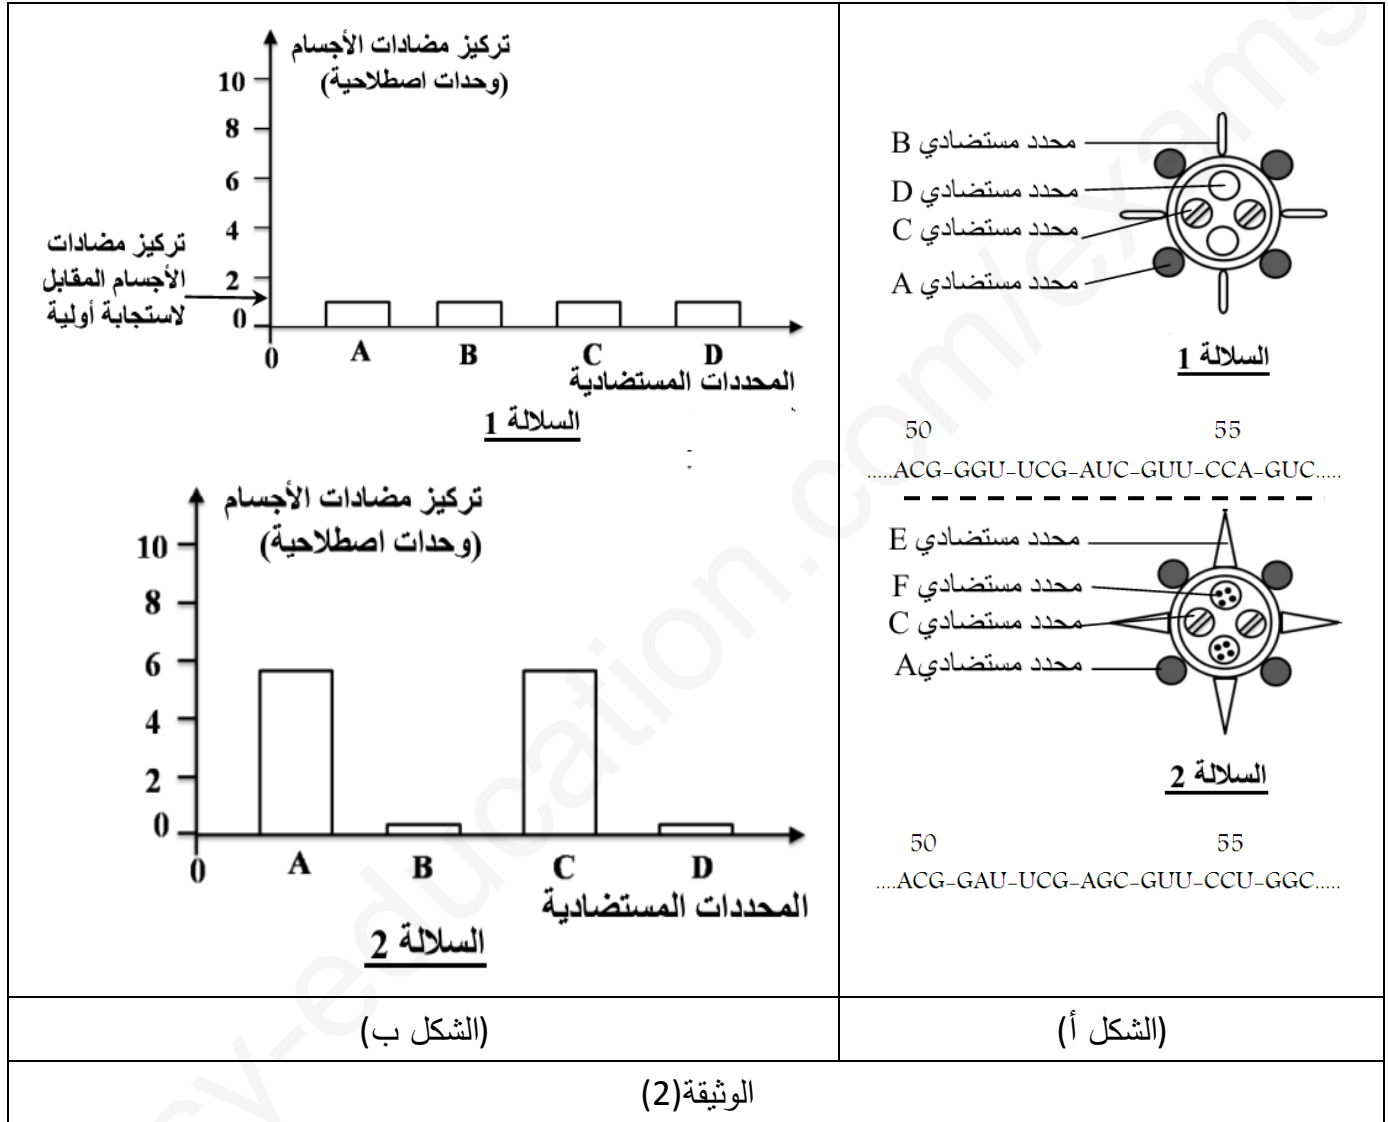 محدد مستضادي B
محدد مستضادي D
محدد مستضادي C
محدد مستضادي A
السلالة 1
50 55
.....ACG-GGU-UCG-AUC-GUU-CCA-GUC.....
محدد مستضادي E
محدد مستضادي F
محدد مستضادي C
محدد مستضادي A
السلالة 2
50 55
....ACG-GAU-UCG-AGC-GUU-CCU-GGC.....
(الشكل أ)
تركيز مضادات الأجسام
(وحدات اصطلاحية)
10
8
6
4
2
0
تركيز مضادات
الأجسام المقابل
لاستجابة أولية
0 A B C D
المحددات المستضادية
السلالة 1
تركيز مضادات الأجسام
(وحدات اصطلاحية)
10
8
6
4
2
0
0 A B C D
المحددات المستضادية
السلالة 2
(الشكل ب)
الوثيقة(2)